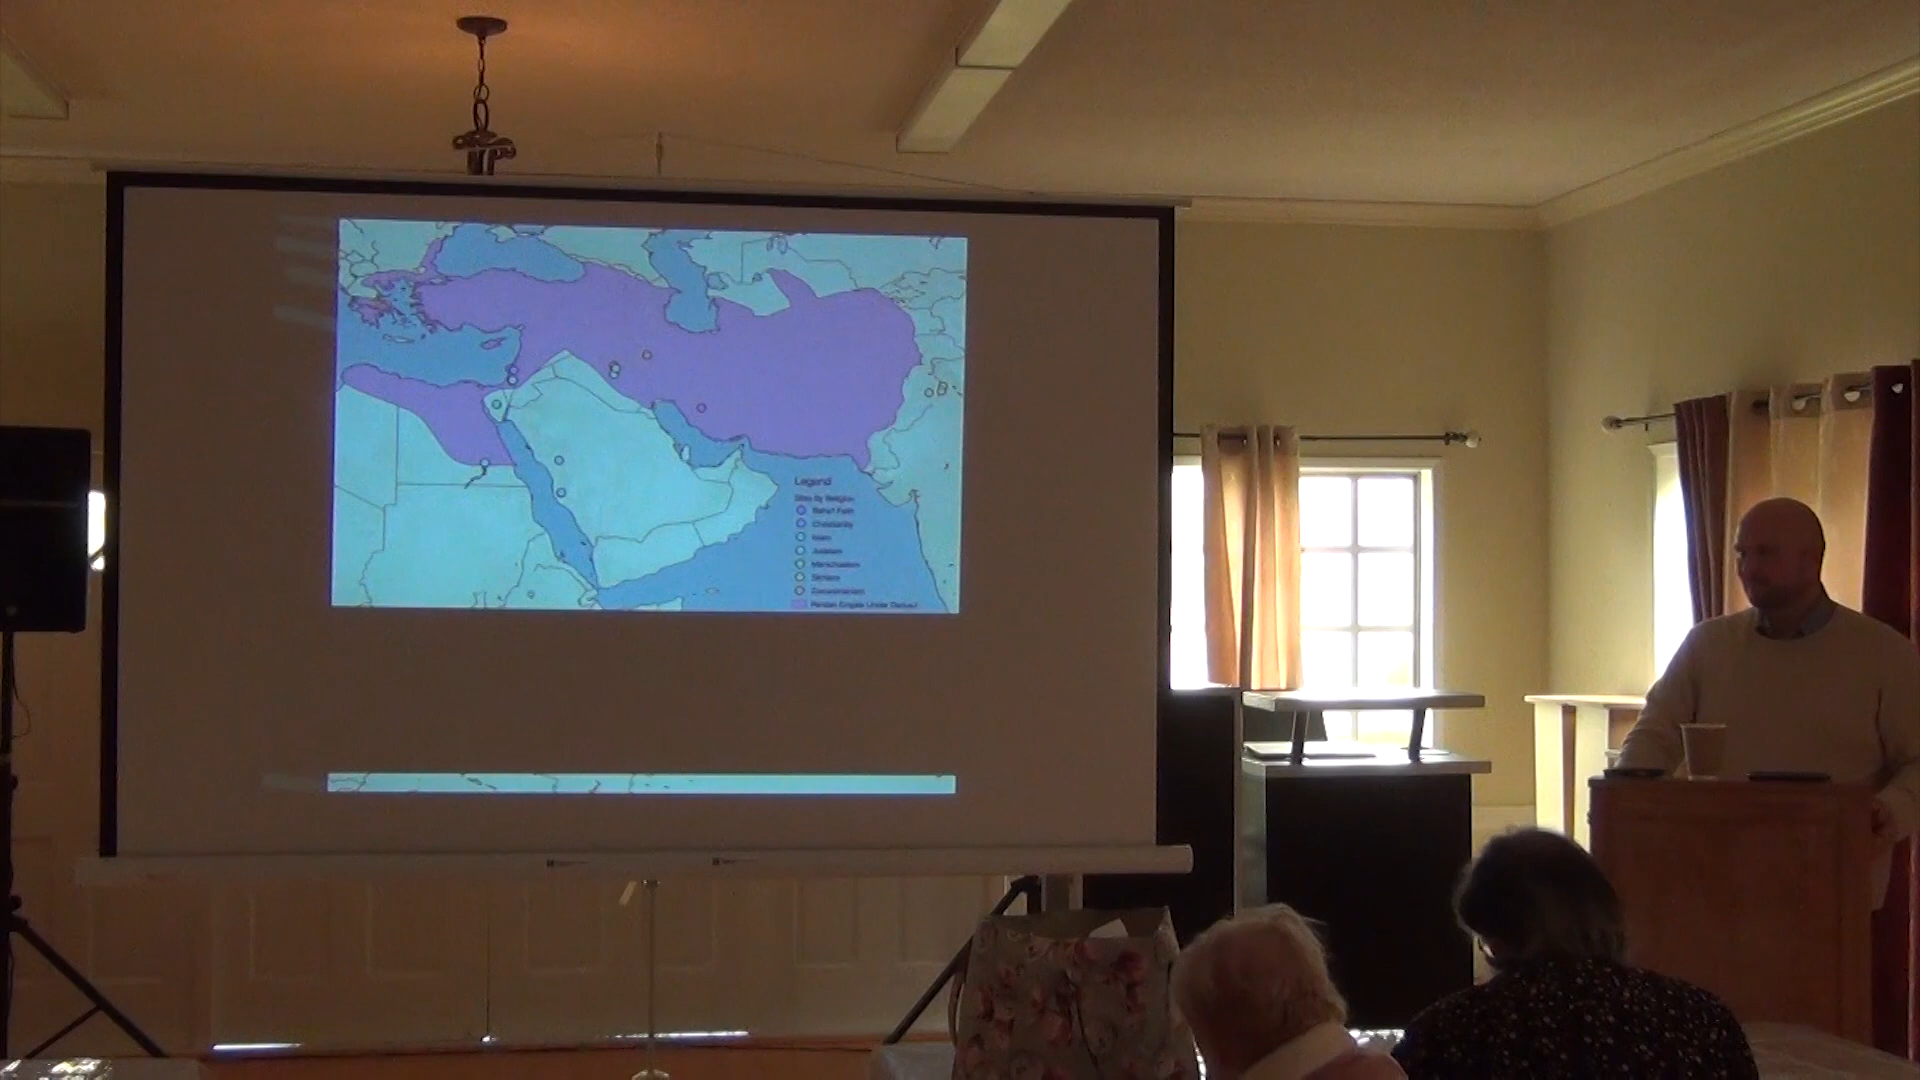 Legend
Sites by Religion
Baha'i Faith
Christianity
Islam
Judaism
Manichaeism
Sikhism
Zoroastrianism
Persian Empire Under Darius I